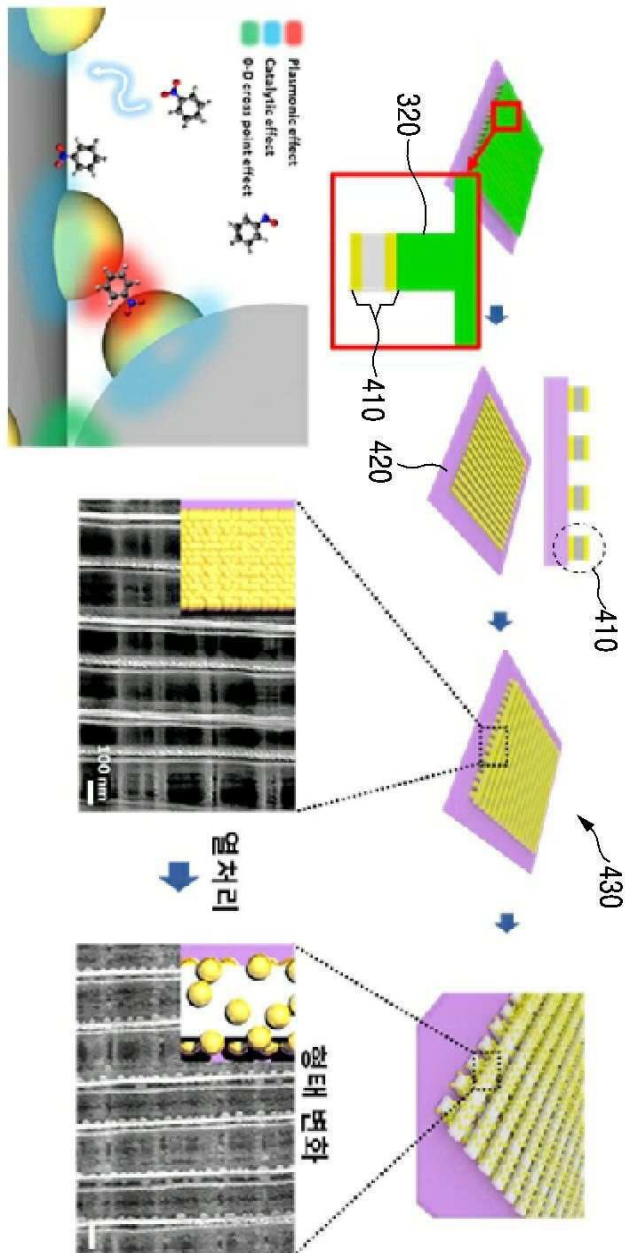 320
410
420
410
430
Plasmonic effect
Catalytic effect
0-D cross point effect
100 nm
열처리
형태 변화